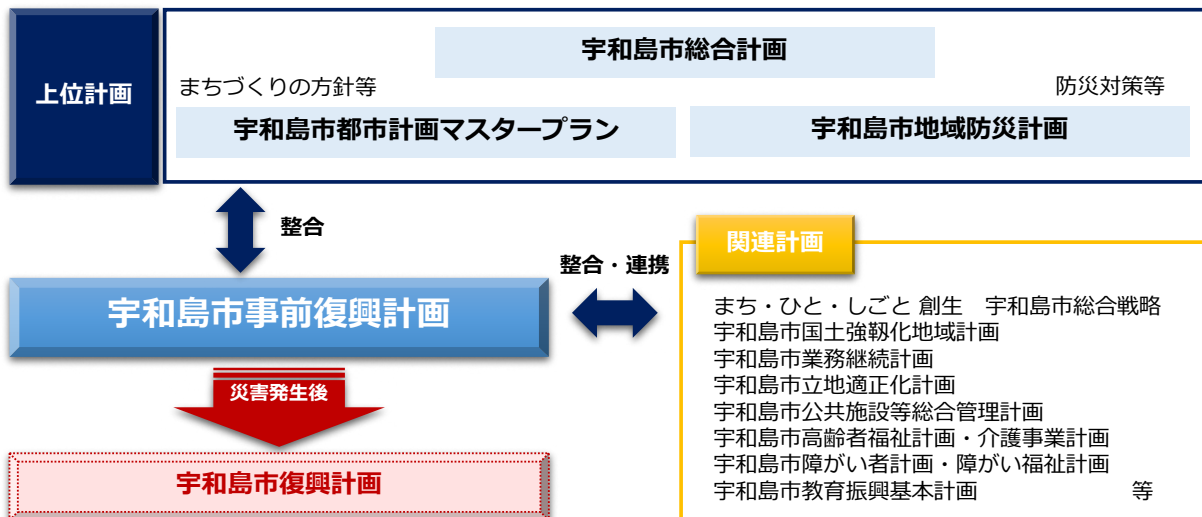 上位計画
宇和島市総合計画
まちづくりの方針等
防災対策等
宇和島市都市計画マスタープラン
宇和島市地域防災計画
整合
関連計画
整合・連携
宇和島市事前復興計画
まち・ひと・しごと 創生　宇和島市総合戦略
宇和島市国土強靱化地域計画
宇和島市業務継続計画
宇和島市立地適正化計画
宇和島市公共施設等総合管理計画
宇和島市高齢者福祉計画・介護事業計画
宇和島市障がい者計画・障がい福祉計画
宇和島市教育振興基本計画　等
災害発生後
宇和島市復興計画